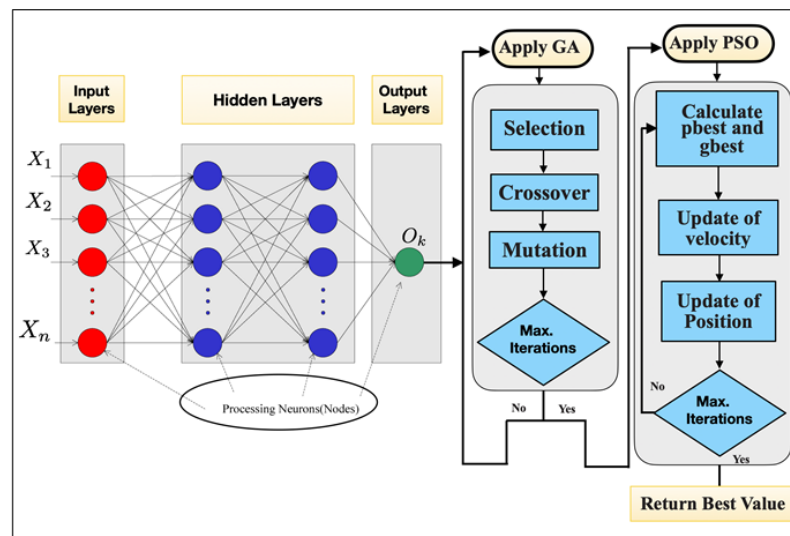 Input
Layers
Hidden Layers
Output
Layers
X1
X2
X3
Xn
Ok
Processing Neurons(Nodes)
Apply GA
Selection
Crossover
Mutation
Max.
Iterations
No
Yes
Apply PSO
Calculate
pbest and
gbest
Update of
velocity
Update of
Position
No
Max.
Iterations
Yes
Return Best Value